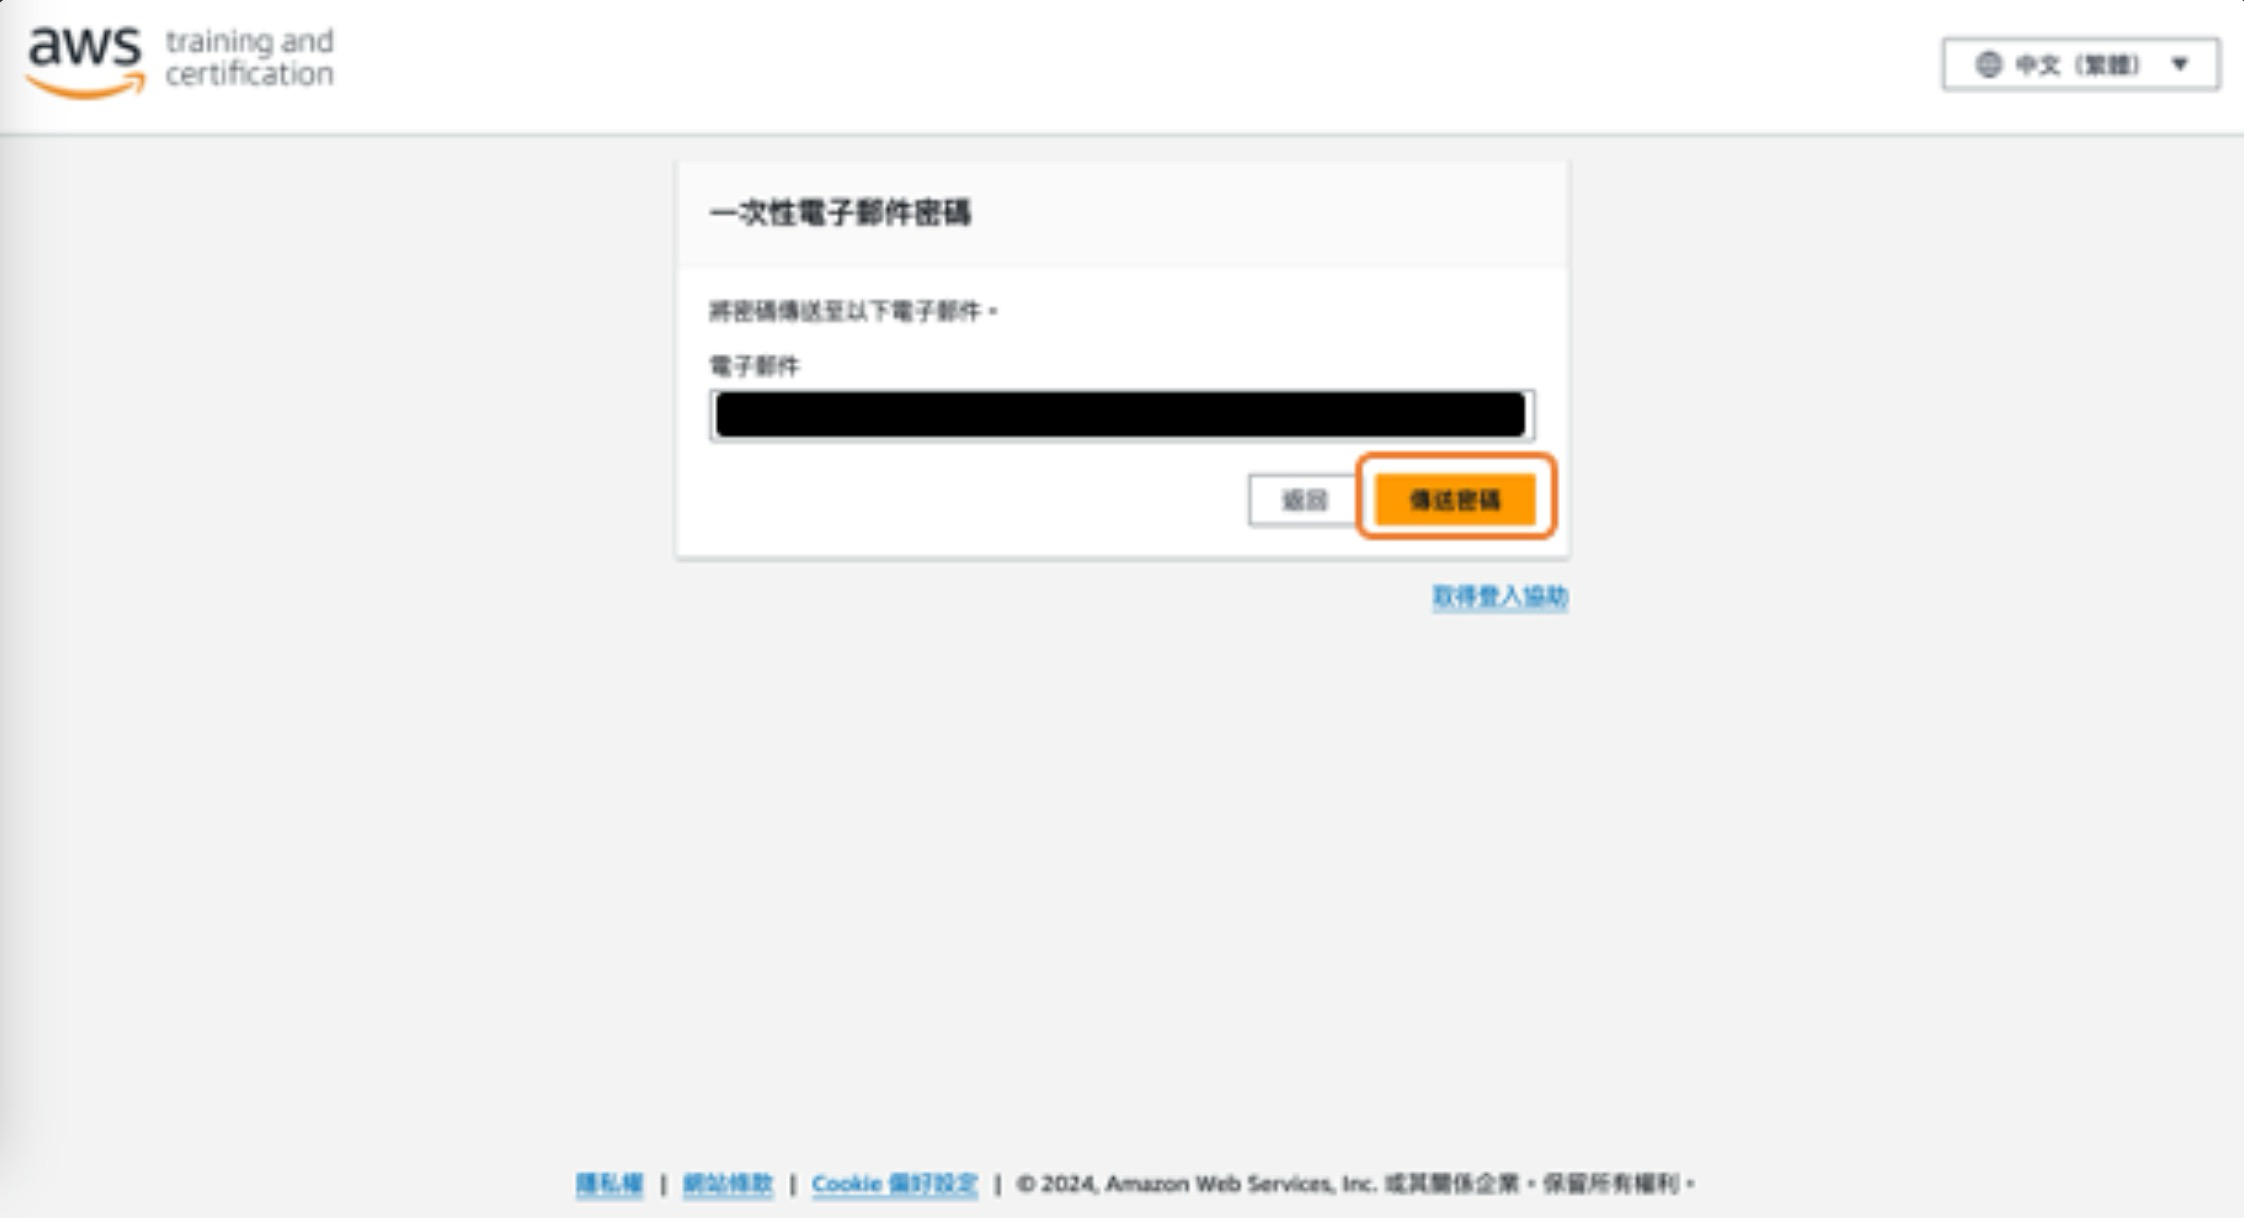 aws training and certification
中文（繁體）
一次性電子郵件密碼
將密碼傳送至以下電子郵件。
電子郵件
返回 傳送密碼
取得登入協助
隱私權 | 網站條款 | Cookie 偏好設定 | © 2024, Amazon Web Services, Inc. 或其關係企業。保留所有權利。